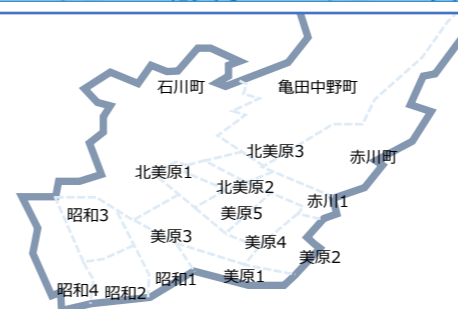 石川町
亀田中野町
北美原3
赤川町
北美原1
北美原2
赤川1
昭和3
美原5
美原3
美原4
美原2
昭和1
美原1
昭和4
昭和2